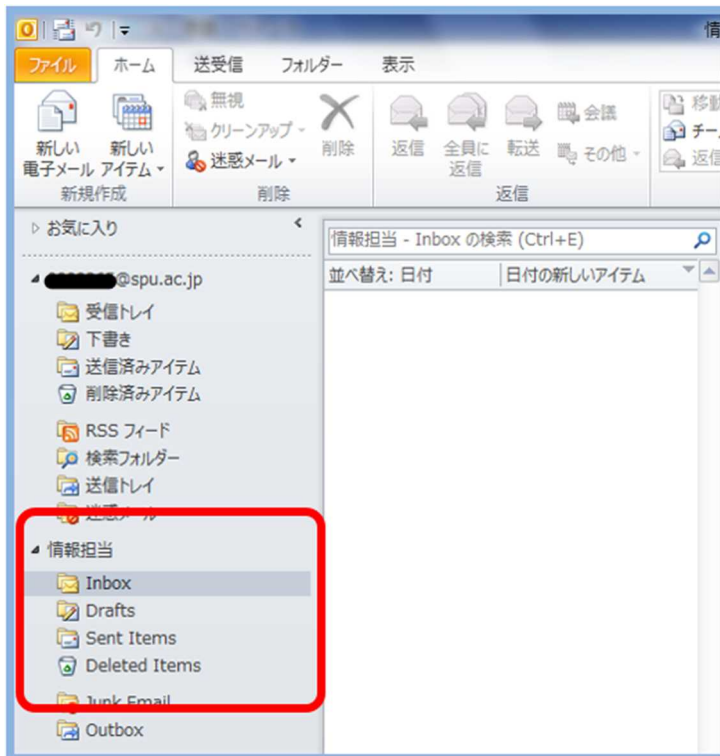 情
ファイル ホーム 送受信 フォルダー 表示
無視
クリーンアップ
迷惑メール
新しい 電子メール
新しい アイテム
削除
返信
全員に 返信
転送
会議
その他
移動
チーム
返信
新規作成 削除 返信
お気に入り
@spu.ac.jp
受信トレイ
下書き
送信済みアイテム
削除済みアイテム
RSS フィード
検索フォルダー
送信トレイ
迷惑メール
情報担当
Inbox
Drafts
Sent Items
Deleted Items
Junk Email
Outbox
情報担当 - Inbox の検索 (Ctrl+E)
並べ替え: 日付 日付の新しいアイテム